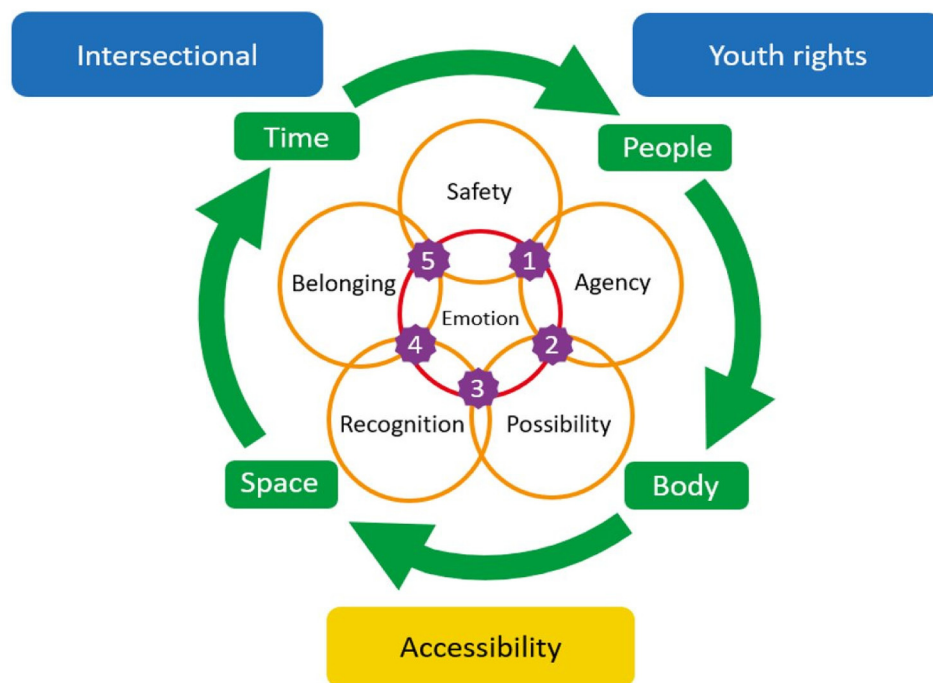 Intersectional
Youth rights
Time
People
Safety
5
1
Belonging
Agency
Emotion
4
2
3
Recognition
Possibility
Space
Body
Accessibility